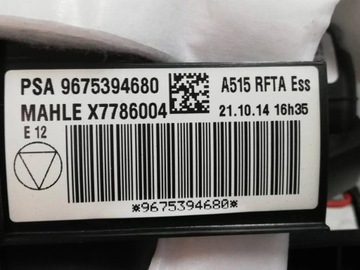 PSA 9675394680 A515 RFTA Ess
MAHLE X7786004 21.10.14 16h35
E 12
*9675394680*